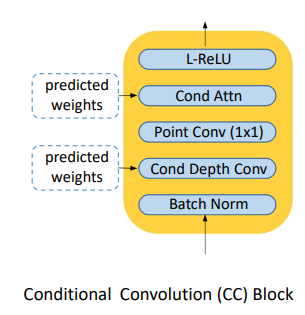 L-ReLU
predicted
weights
Cond Attn
Point Conv (1x1)
predicted
weights
Cond Depth Conv
Batch Norm
Conditional Convolution (CC) Block